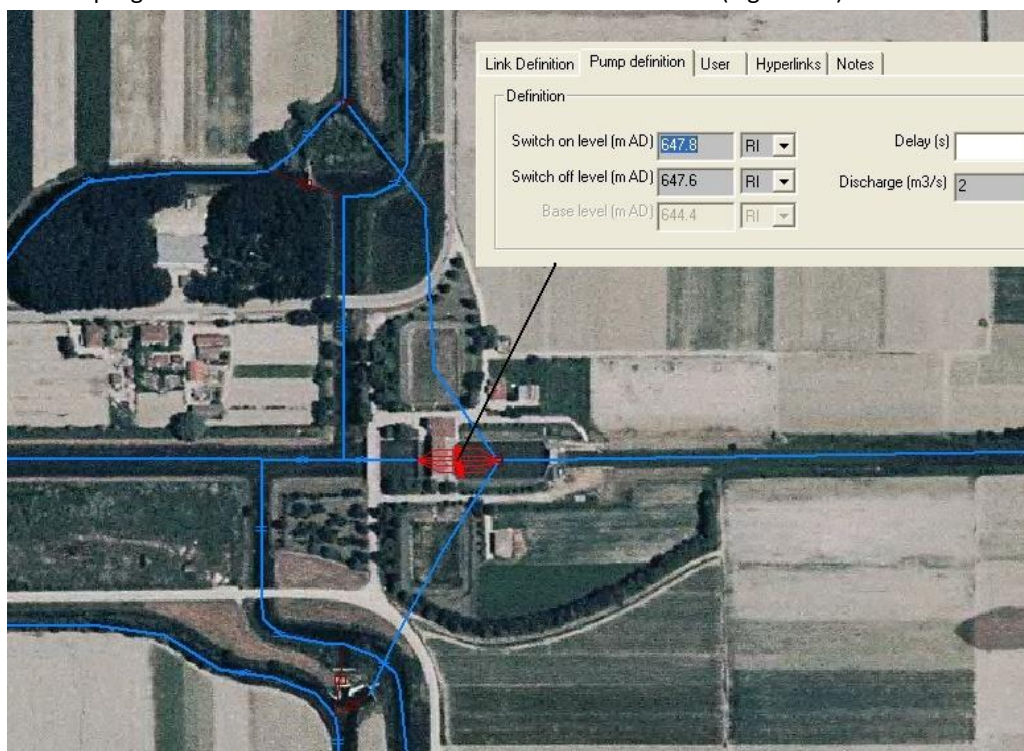 Link Definition Pump definition User Hyperlinks Notes
Definition
Switch on level (m AD) 647.8 RI Delay (s)
Switch off level (m AD) 647.6 RI Discharge (m3/s) 2
Base level (m AD) 644.4 RI